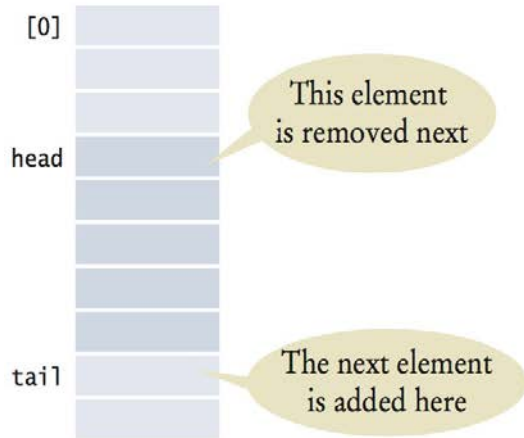 [0]
This element
is removed next
head
tail
The next element
is added here